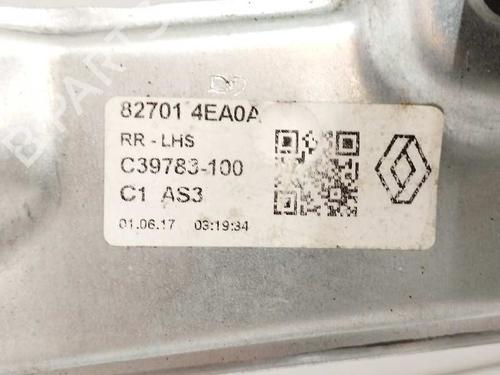 82701 4EA0A
RR - LHS
C39783-100
C1 AS3
01.06.17 03:19:34